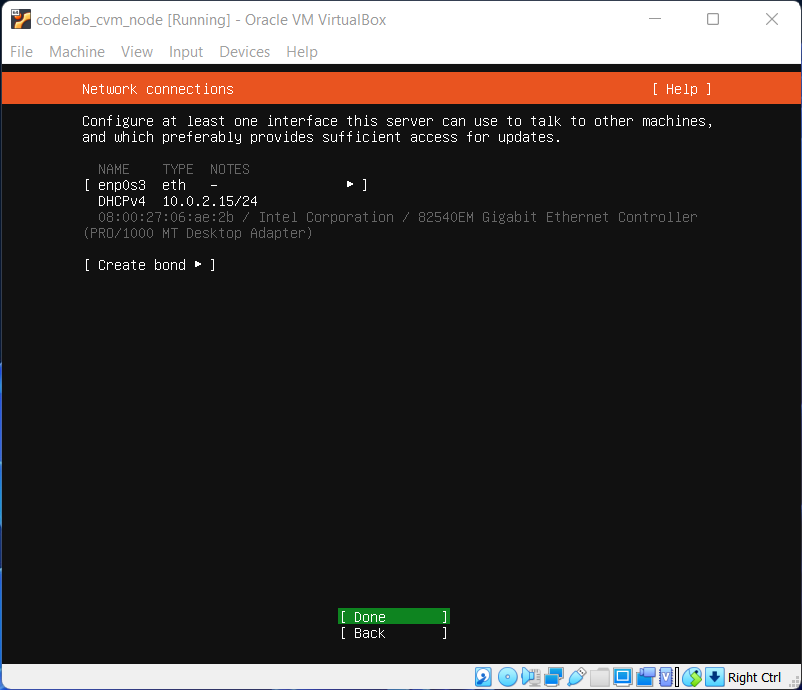 codelab_cvm_node [Running] - Oracle VM VirtualBox
File Machine View Input Devices Help
Network connections [ Help ]
Configure at least one interface this server can use to talk to other machines,
and which preferably provides sufficient access for updates.
NAME TYPE NOTES
[ enp0s3 eth – ▸ ]
DHCPv4 10.0.2.15/24
08:00:27:06:ae:2b / Intel Corporation / 82540EM Gigabit Ethernet Controller
(PRO/1000 MT Desktop Adapter)
[ Create bond ▸ ]
[ Done ]
[ Back ]
Right Ctrl